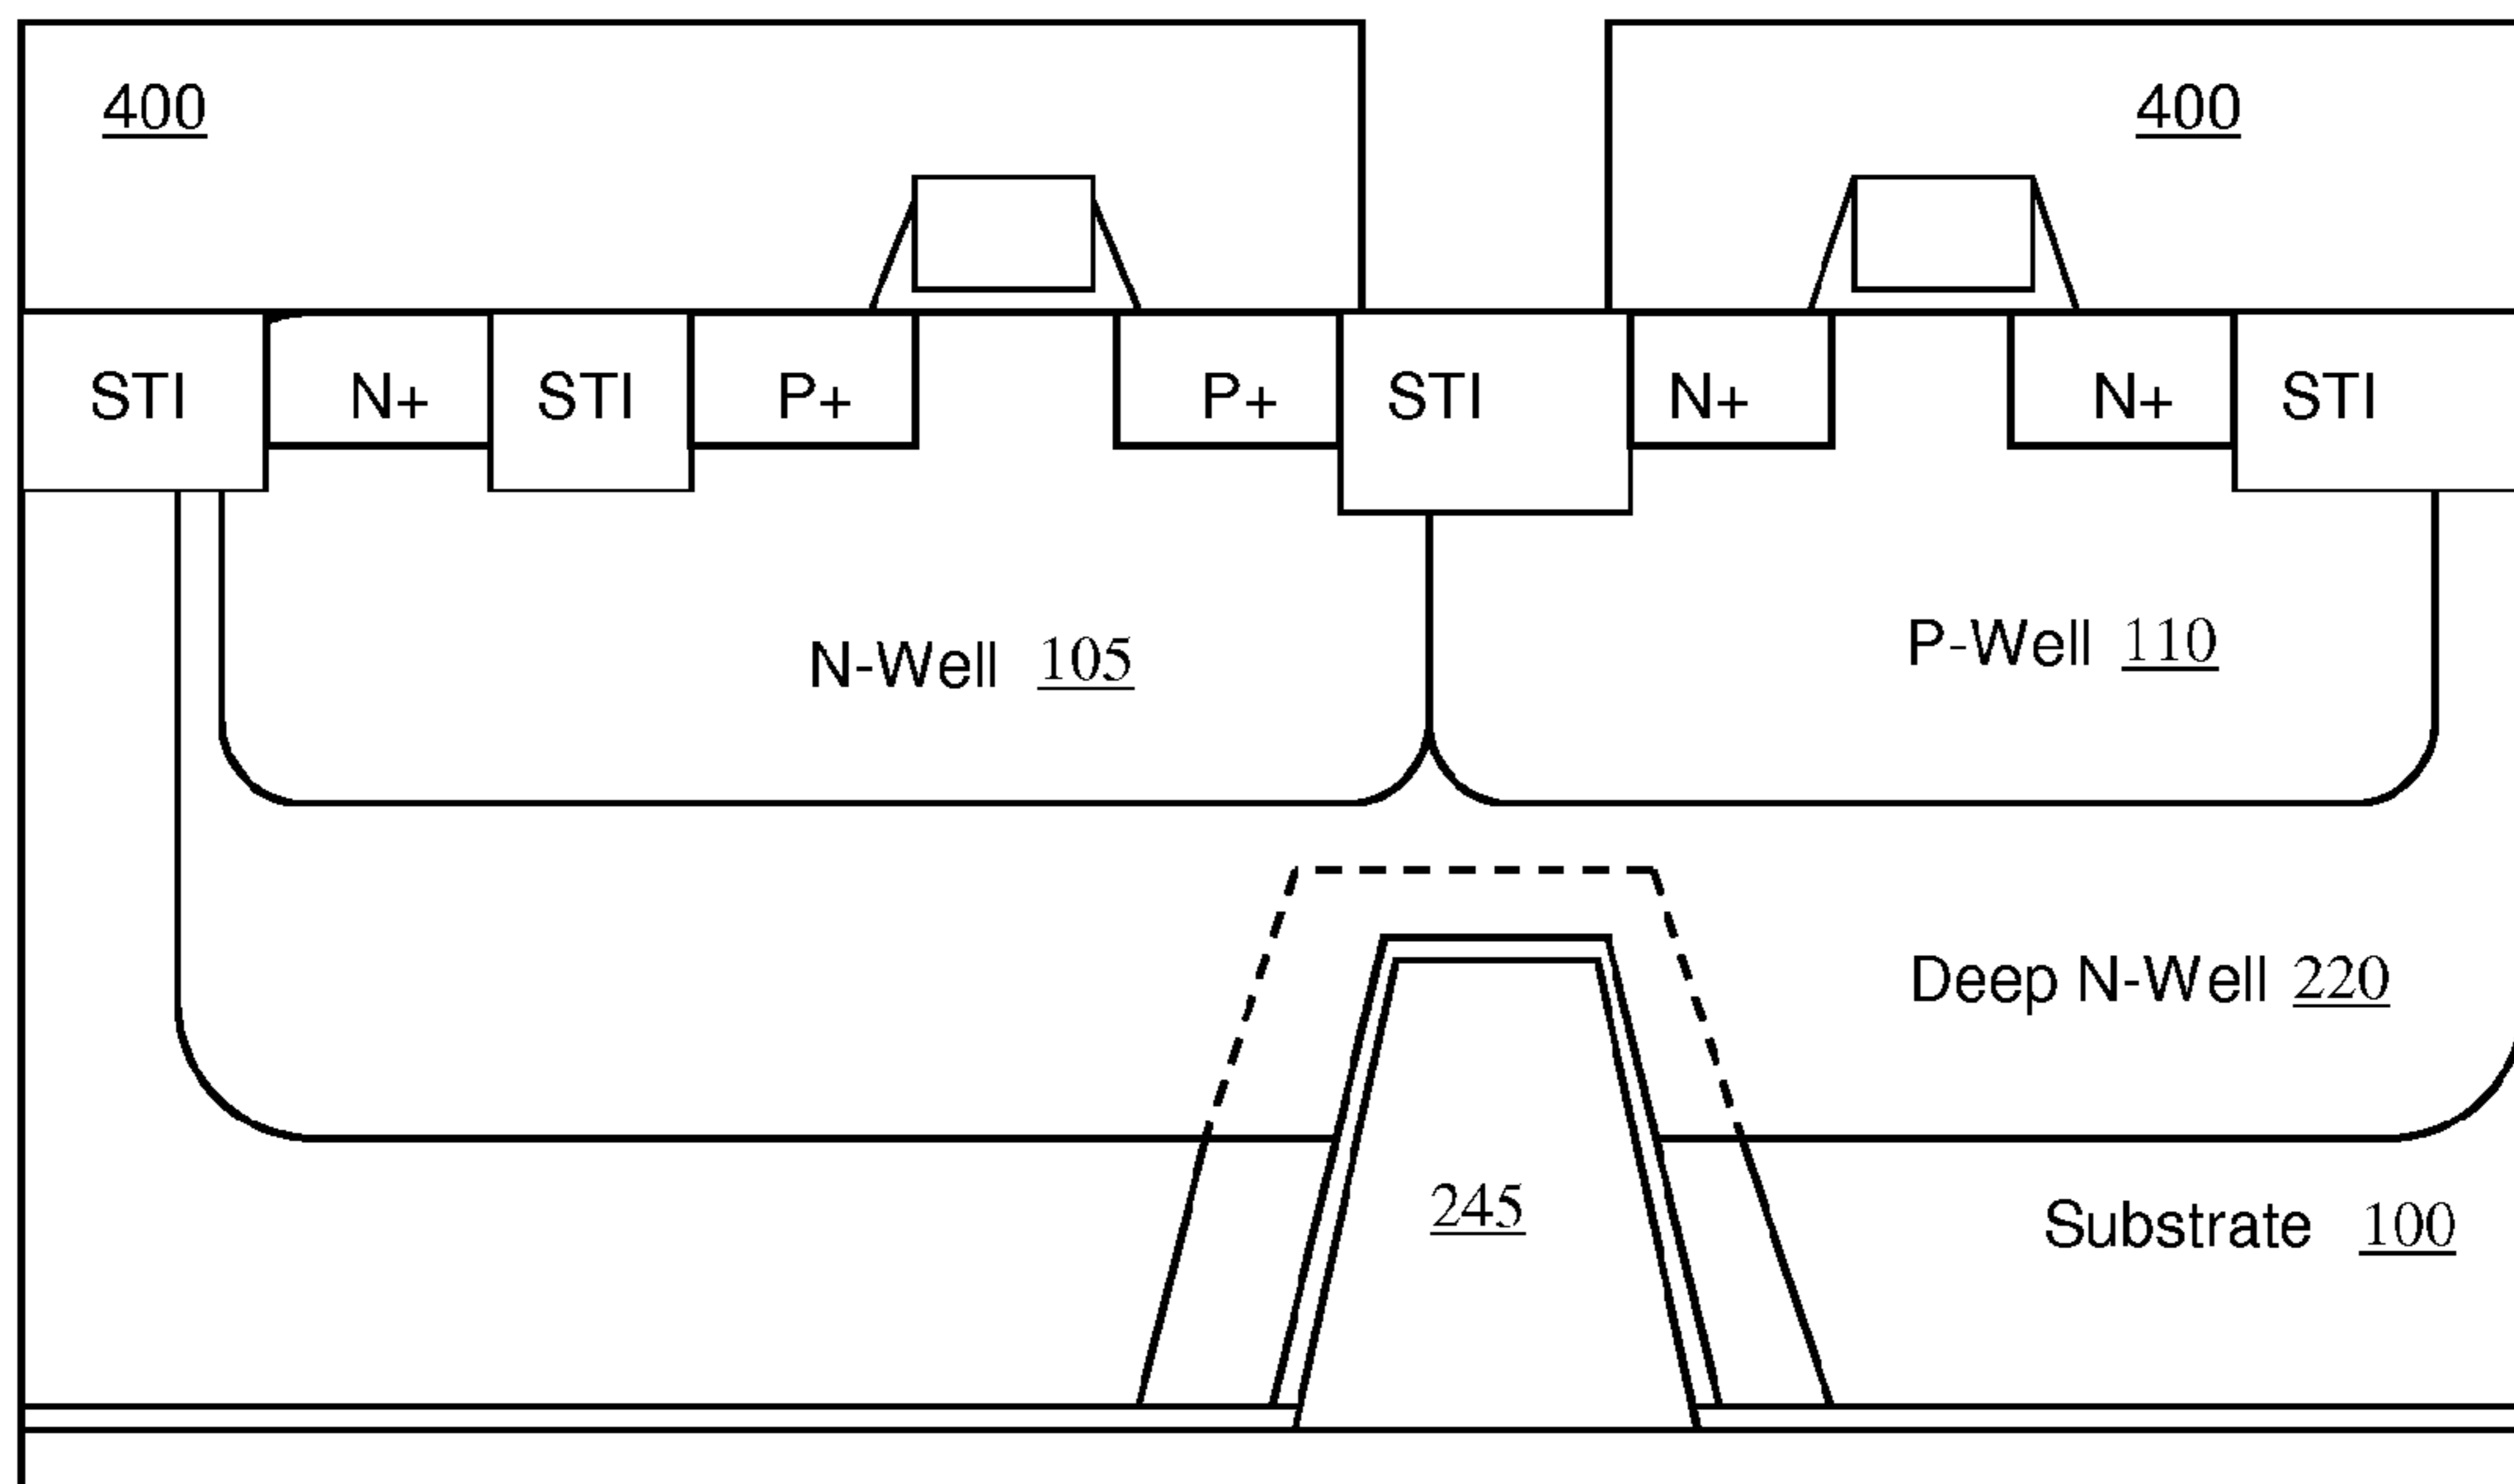 400 400
STI N+ STI P+ P+ STI N+ N+ STI
N-Well 105 P-Well 110
Deep N-Well 220
245 Substrate 100